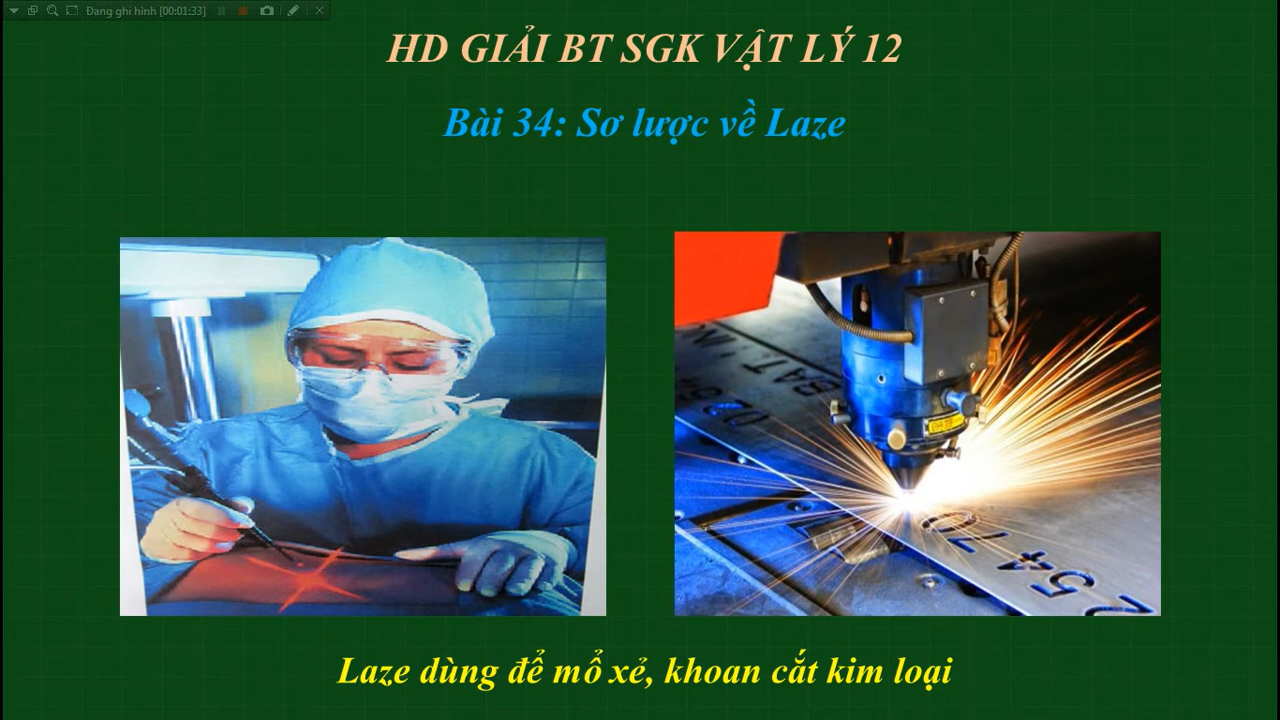 Đang ghi hình [00:01:33]
HD GIẢI BT SGK VẬT LÝ 12
Bài 34: Sơ lược về Laze
Laze dùng để mổ xẻ, khoan cắt kim loại